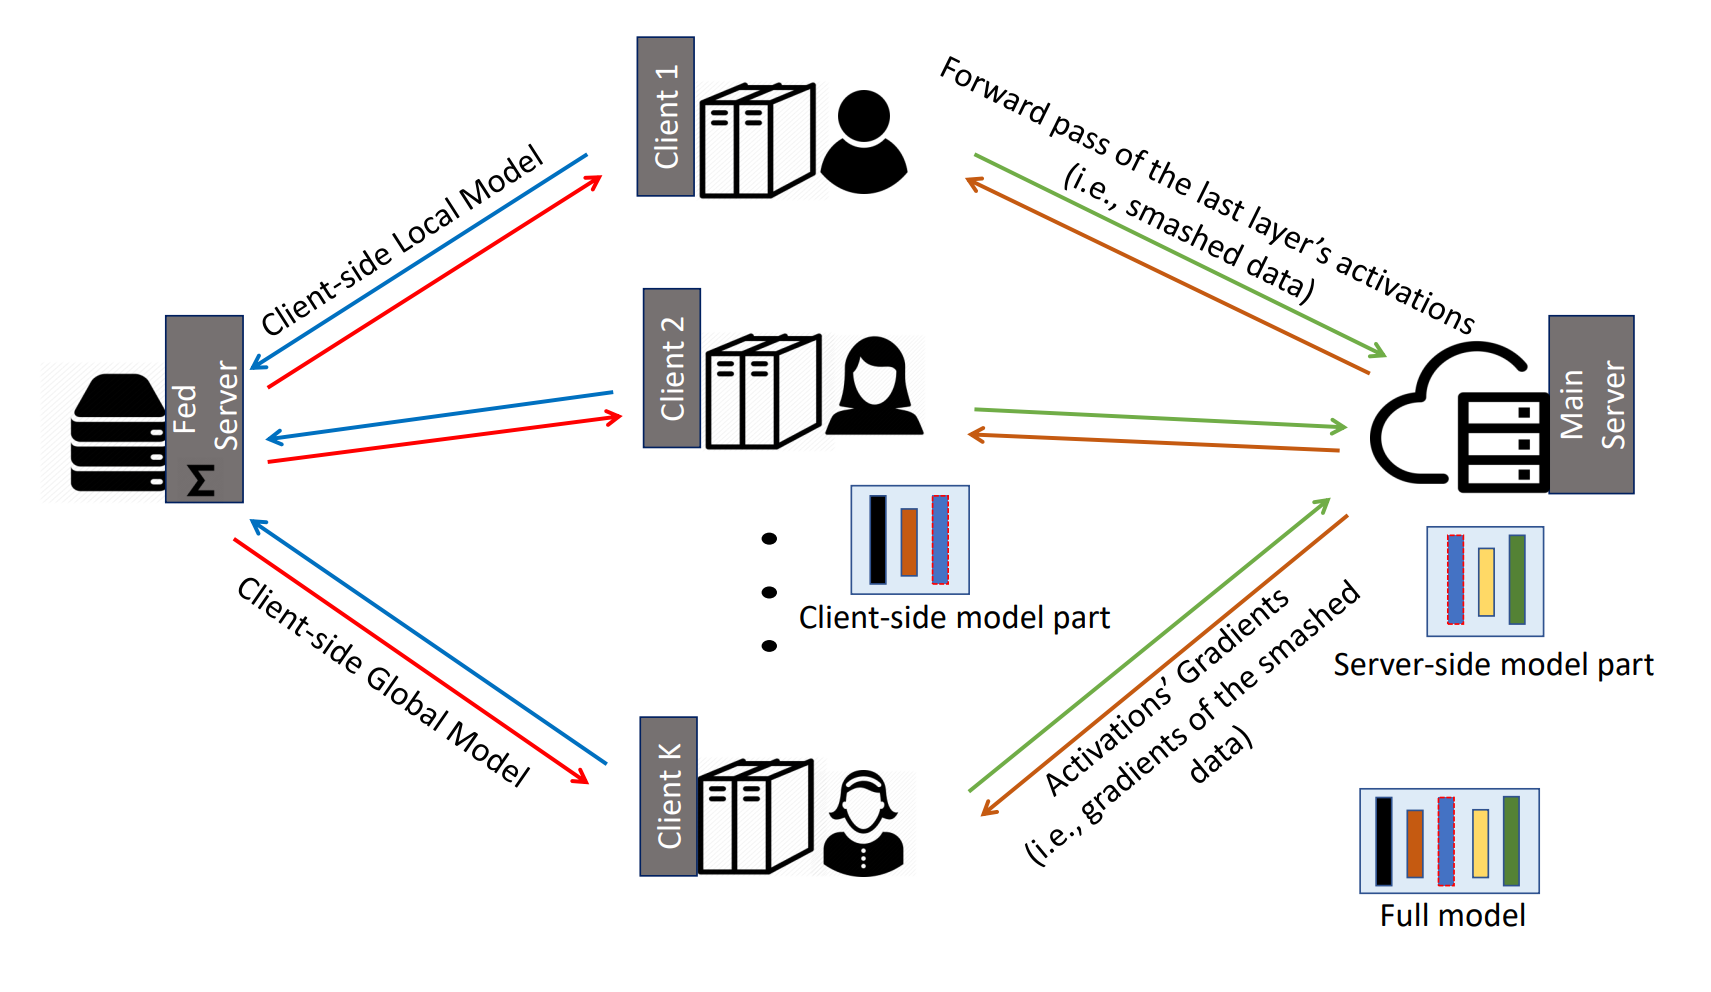 Client 1
Forward pass of the last layer’s activations
(i.e., smashed data)
Client-side Local Model
Client 2
Fed
Server
Σ
Main
Server
Client-side model part
Server-side model part
Client-side Global Model
Activations’ Gradients
(i.e., gradients of the smashed
data)
Client K
Full model